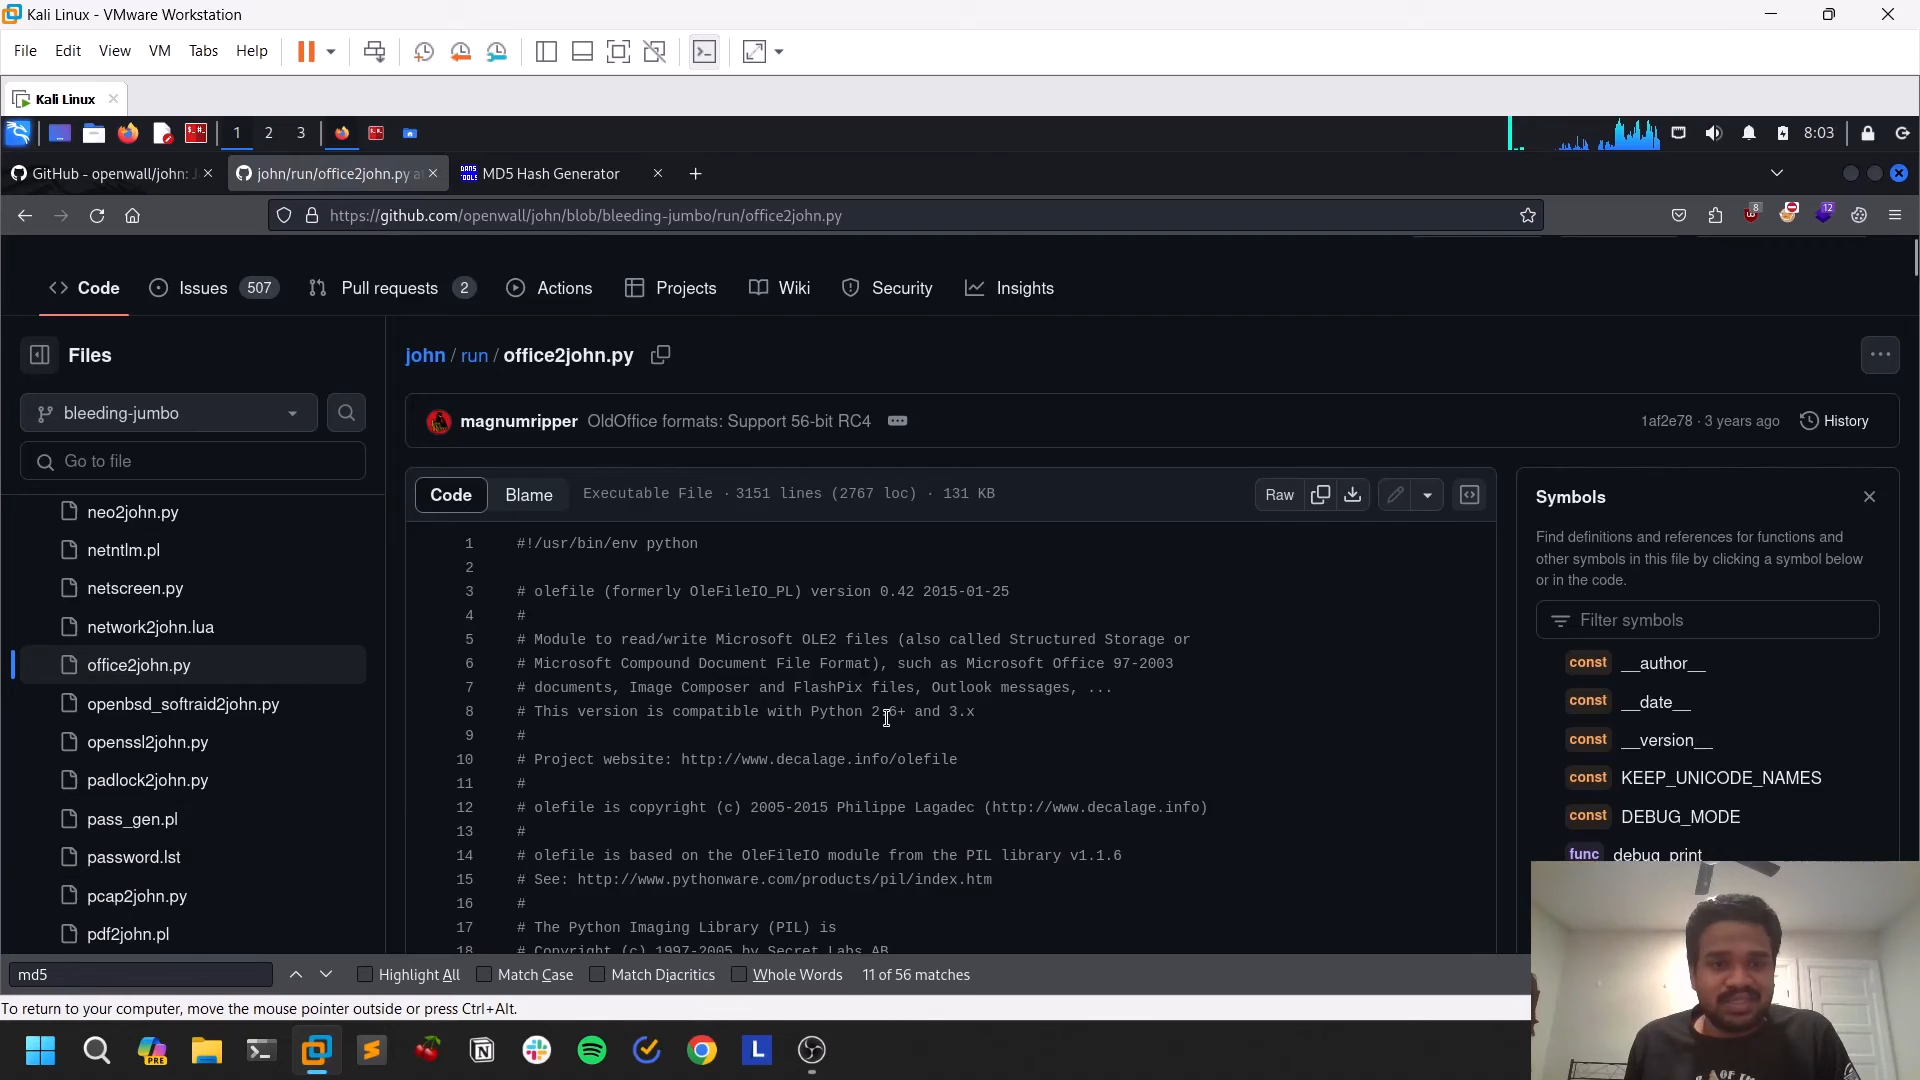 Kali Linux - VMware Workstation
File Edit View VM Tabs Help
Kali Linux
1 2 3
8:03
GitHub - openwall/john: J
john/run/office2john.py at
MD5 Hash Generator
https://github.com/openwall/john/blob/bleeding-jumbo/run/office2john.py
8
12
Code
Issues 507
Pull requests 2
Actions
Projects
Wiki
Security
Insights
Files
bleeding-jumbo
Go to file
neo2john.py
netntlm.pl
netscreen.py
network2john.lua
office2john.py
openbsd_softraid2john.py
openssl2john.py
padlock2john.py
pass_gen.pl
password.lst
pcap2john.py
pdf2john.pl
john / run / office2john.py
magnumripper OldOffice formats: Support 56-bit RC4
1af2e78 · 3 years ago
History
Code
Blame
Executable File · 3151 lines (2767 loc) · 131 KB
Raw
1 #!/usr/bin/env python
2
3 # olefile (formerly OleFileIO_PL) version 0.42 2015-01-25
4 #
5 # Module to read/write Microsoft OLE2 files (also called Structured Storage or
6 # Microsoft Compound Document File Format), such as Microsoft Office 97-2003
7 # documents, Image Composer and FlashPix files, Outlook messages, ...
8 # This version is compatible with Python 2.6+ and 3.x
9 #
10 # Project website: http://www.decalage.info/olefile
11 #
12 # olefile is copyright (c) 2005-2015 Philippe Lagadec (http://www.decalage.info)
13 #
14 # olefile is based on the OleFileIO module from the PIL library v1.1.6
15 # See: http://www.pythonware.com/products/pil/index.htm
16 #
17 # The Python Imaging Library (PIL) is
18 # Copyright (c) 1997-2005 by Secret Labs AB
Symbols
Find definitions and references for functions and
other symbols in this file by clicking a symbol below
or in the code.
Filter symbols
const __author__
const __date__
const __version__
const KEEP_UNICODE_NAMES
const DEBUG_MODE
func debug_print
md5
Highlight All
Match Case
Match Diacritics
Whole Words
11 of 56 matches
To return to your computer, move the mouse pointer outside or press Ctrl+Alt.
PRE
L